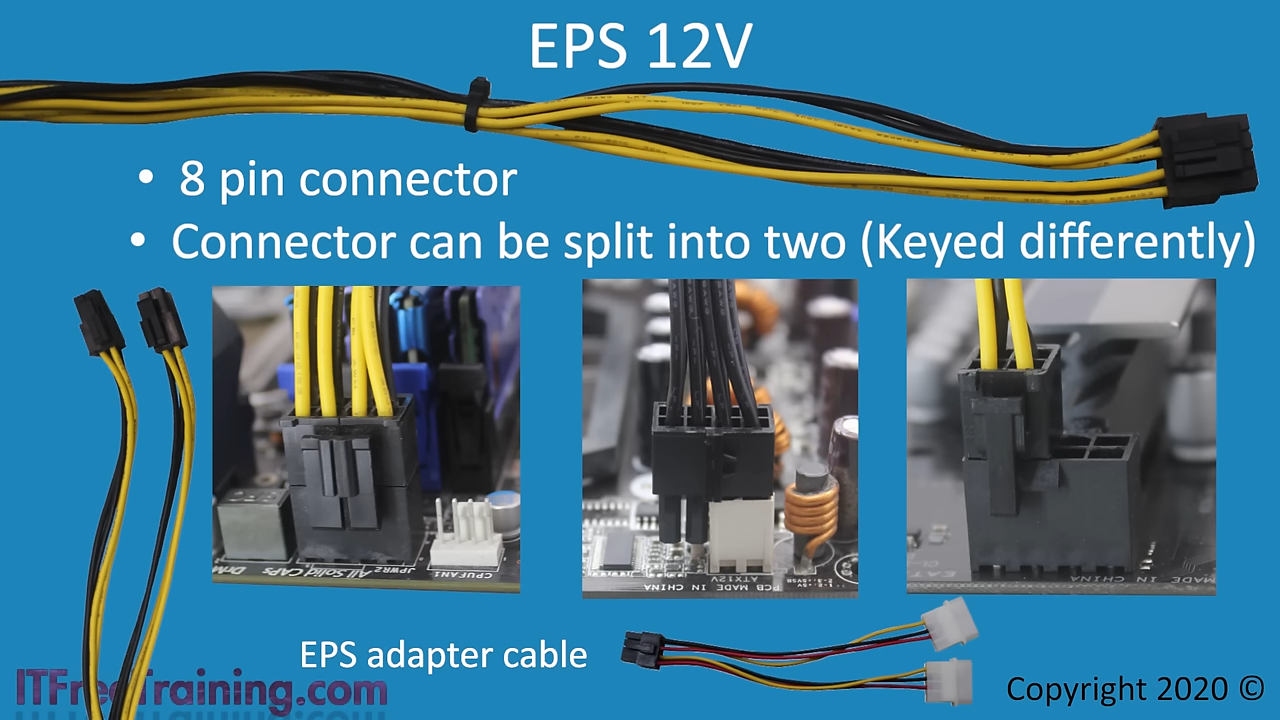 EPS 12V
• 8 pin connector
• Connector can be split into two (Keyed differently)
DrM
All Solid CAPs
JPWR2
CPUFAN1
ATX12V
PCB MADE IN CHINA
MADE IN CHINA
EPS adapter cable
ITFreeTraining.com
Copyright 2020 ©